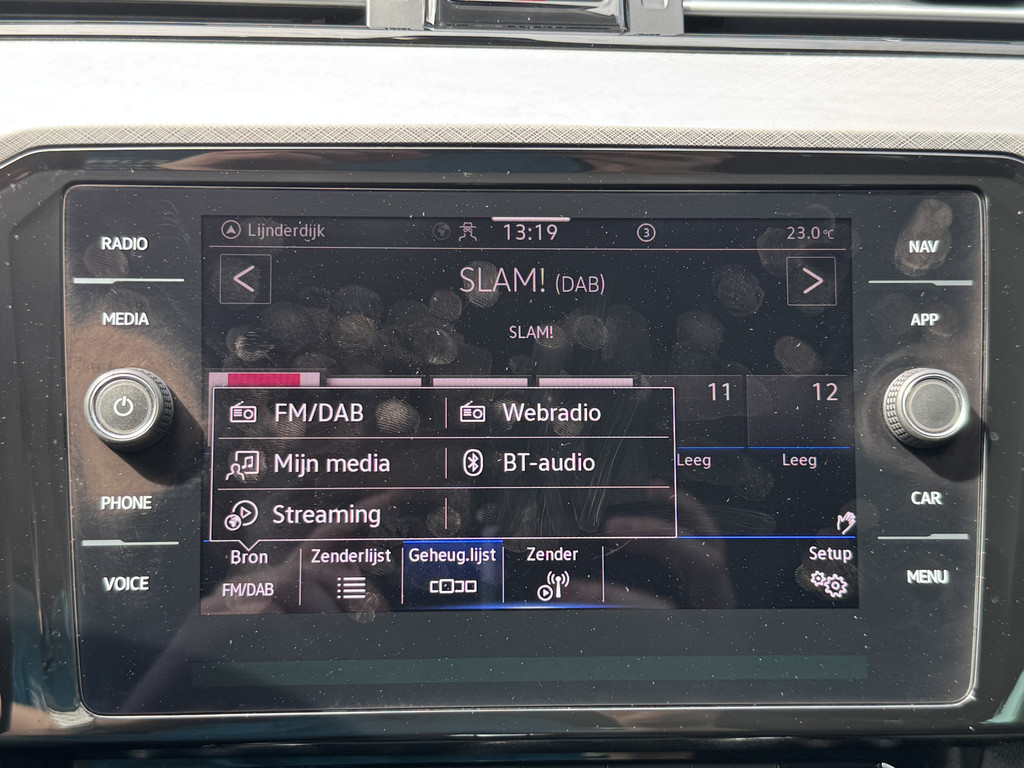 Lijnderdijk 13:19 3 23.0°C
RADIO NAV
< SLAM! (DAB) >
MEDIA SLAM! APP
11 12
FM/DAB Webradio
Mijn media BT-audio
Leeg Leeg
Streaming
PHONE CAR
Bron Zenderlijst Geheug.lijst Zender Setup
FM/DAB
VOICE MENU